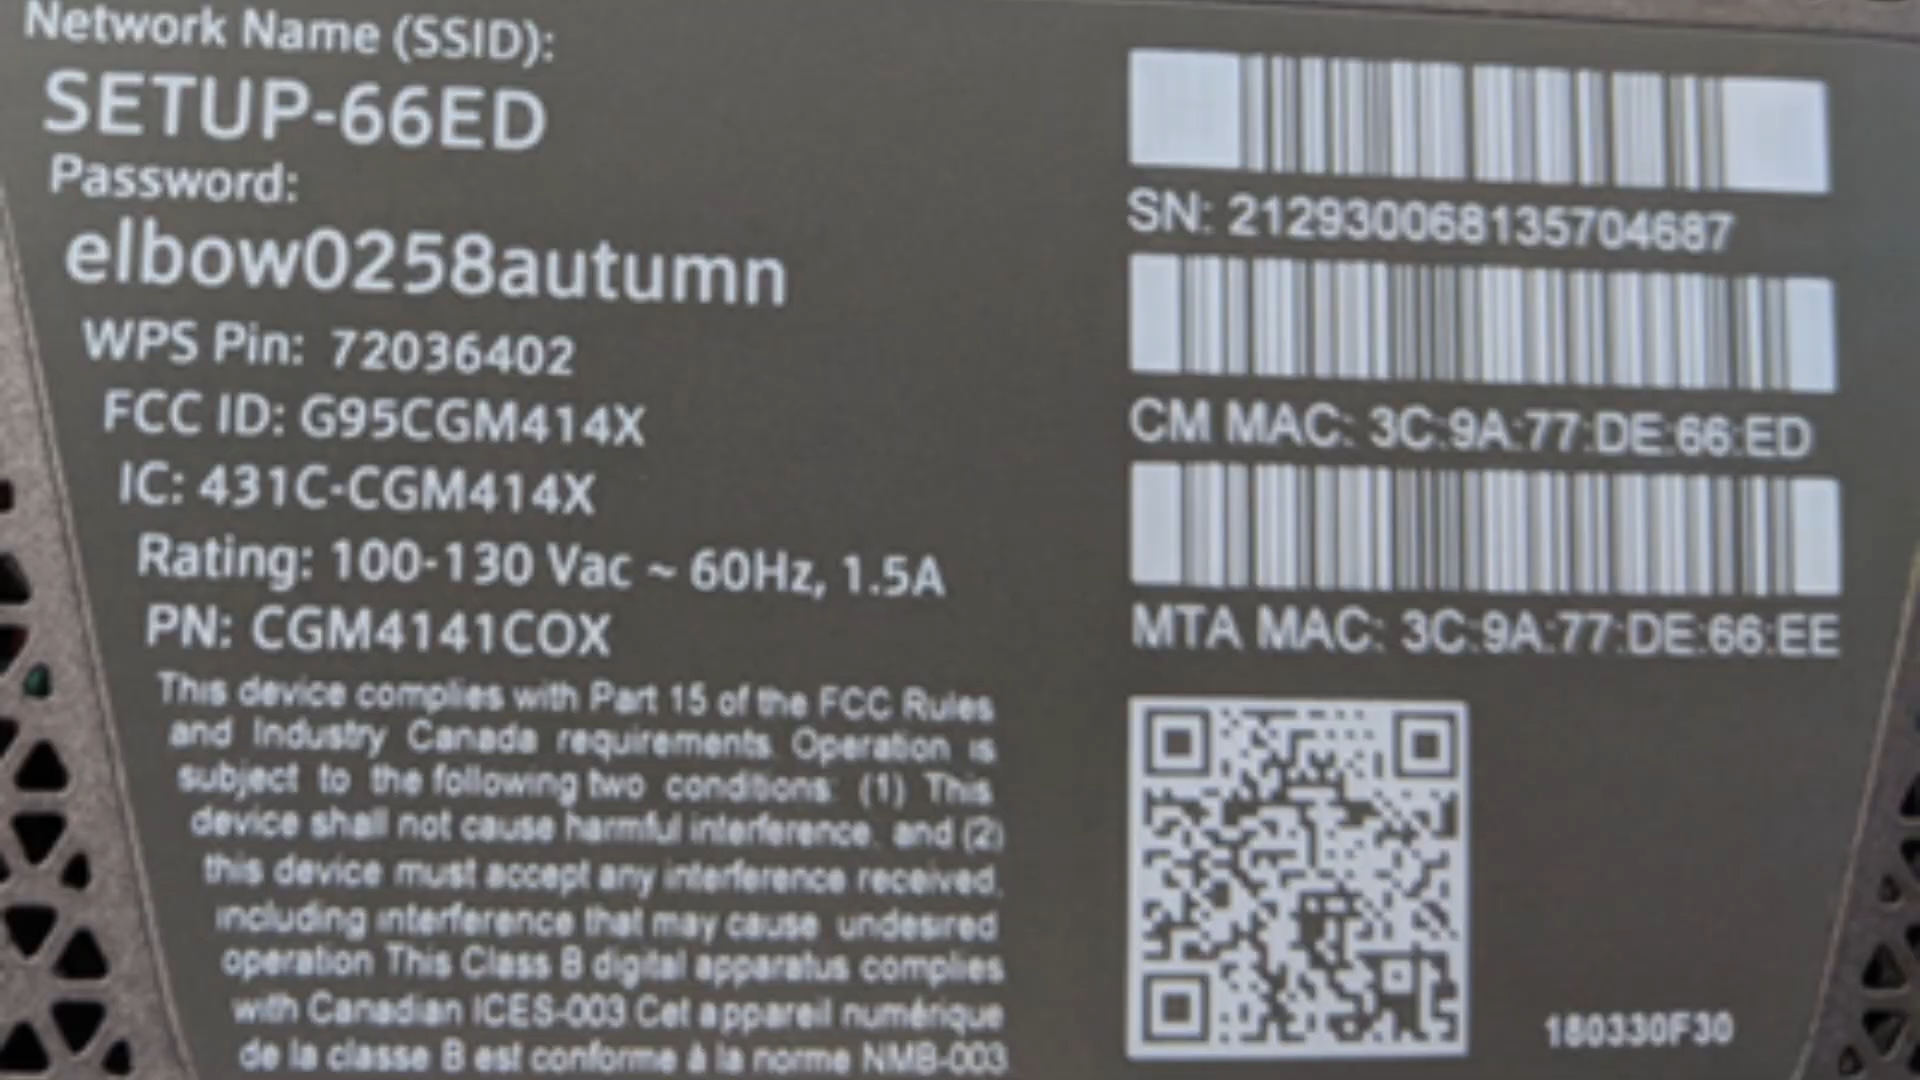 Network Name (SSID):
SETUP-66ED
Password:
elbow0258autumn
WPS Pin: 72036402
FCC ID: G95CGM414X
IC: 431C-CGM414X
Rating: 100-130 Vac ~ 60Hz, 1.5A
PN: CGM4141COX
This device complies with Part 15 of the FCC Rules
and Industry Canada requirements. Operation is
subject to the following two conditions: (1) This
device shall not cause harmful interference, and (2)
this device must accept any interference received,
including interference that may cause undesired
operation This Class B digital apparatus complies
with Canadian ICES-003 Cet appareil numérique
de la classe B est conforme à la norme NMB-003
SN: 212930068135704687
CM MAC: 3C:9A:77:DE:66:ED
MTA MAC: 3C:9A:77:DE:66:EE
180330F30